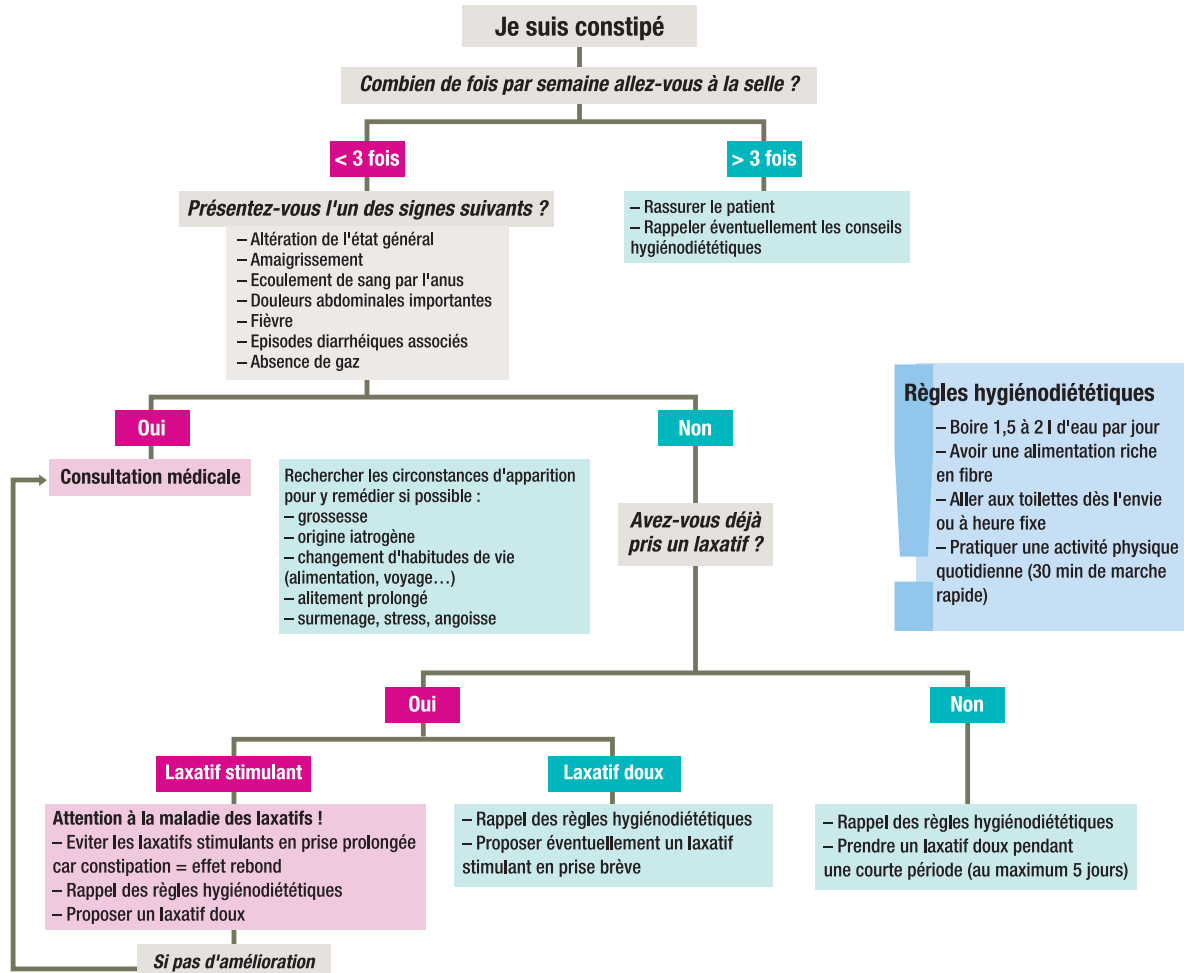 Je suis constipé
Combien de fois par semaine allez-vous à la selle ?
< 3 fois
> 3 fois
Présentez-vous l'un des signes suivants ?
– Altération de l'état général
– Amaigrissement
– Ecoulement de sang par l'anus
– Douleurs abdominales importantes
– Fièvre
– Episodes diarrhéiques associés
– Absence de gaz
– Rassurer le patient
– Rappeler éventuellement les conseils
hygiénodiététiques
Oui
Non
Consultation médicale
Rechercher les circonstances d'apparition
pour y remédier si possible :
– grossesse
– origine iatrogène
– changement d'habitudes de vie
(alimentation, voyage…)
– alitement prolongé
– surmenage, stress, angoisse
Avez-vous déjà
pris un laxatif ?
Règles hygiénodiététiques
– Boire 1,5 à 2 l d'eau par jour
– Avoir une alimentation riche
en fibre
– Aller aux toilettes dès l'envie
ou à heure fixe
– Pratiquer une activité physique
quotidienne (30 min de marche
rapide)
Oui
Non
Laxatif stimulant
Laxatif doux
Attention à la maladie des laxatifs !
– Eviter les laxatifs stimulants en prise prolongée
car constipation = effet rebond
– Rappel des règles hygiénodiététiques
– Proposer un laxatif doux
– Rappel des règles hygiénodiététiques
– Proposer éventuellement un laxatif
stimulant en prise brève
– Rappel des règles hygiénodiététiques
– Prendre un laxatif doux pendant
une courte période (au maximum 5 jours)
Si pas d'amélioration